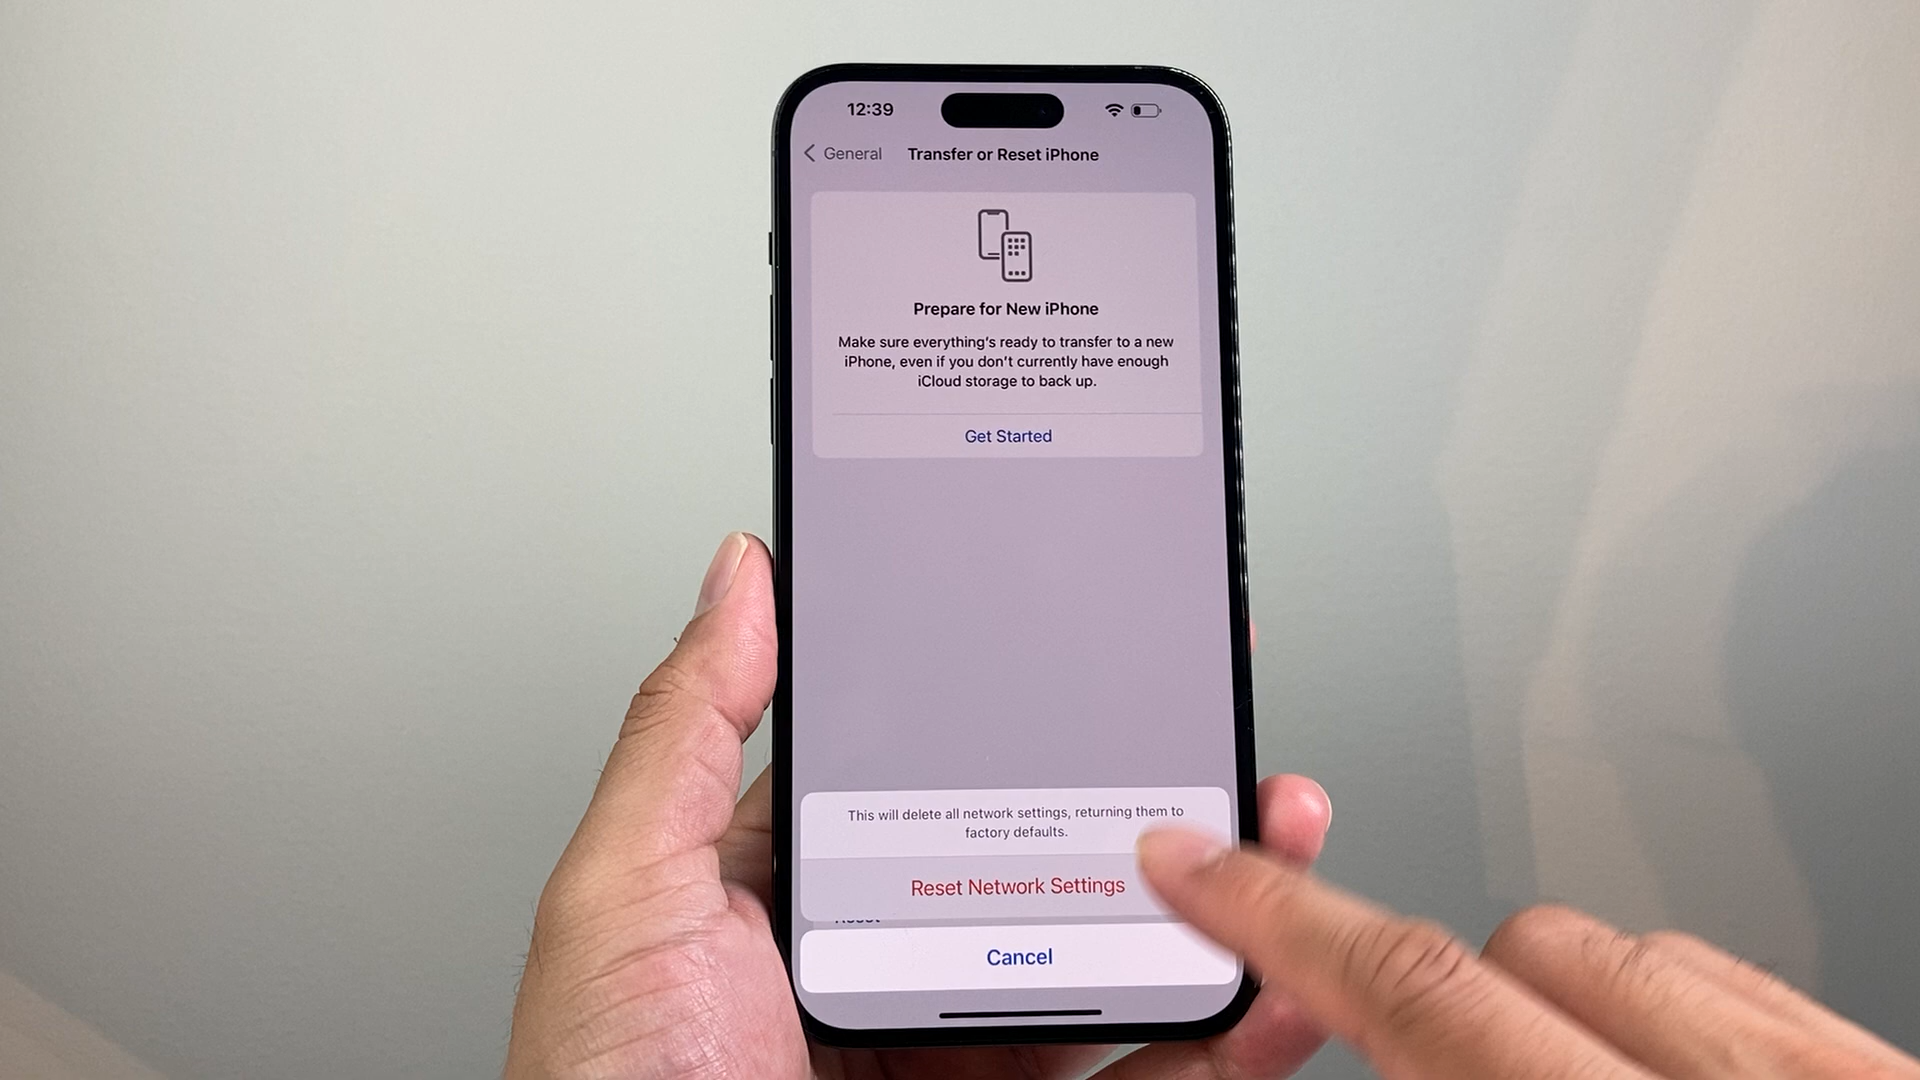 12:39
General
Transfer or Reset iPhone
Prepare for New iPhone
Make sure everything's ready to transfer to a new
iPhone, even if you don't currently have enough
iCloud storage to back up.
Get Started
This will delete all network settings, returning them to
factory defaults.
Reset Network Settings
Cancel